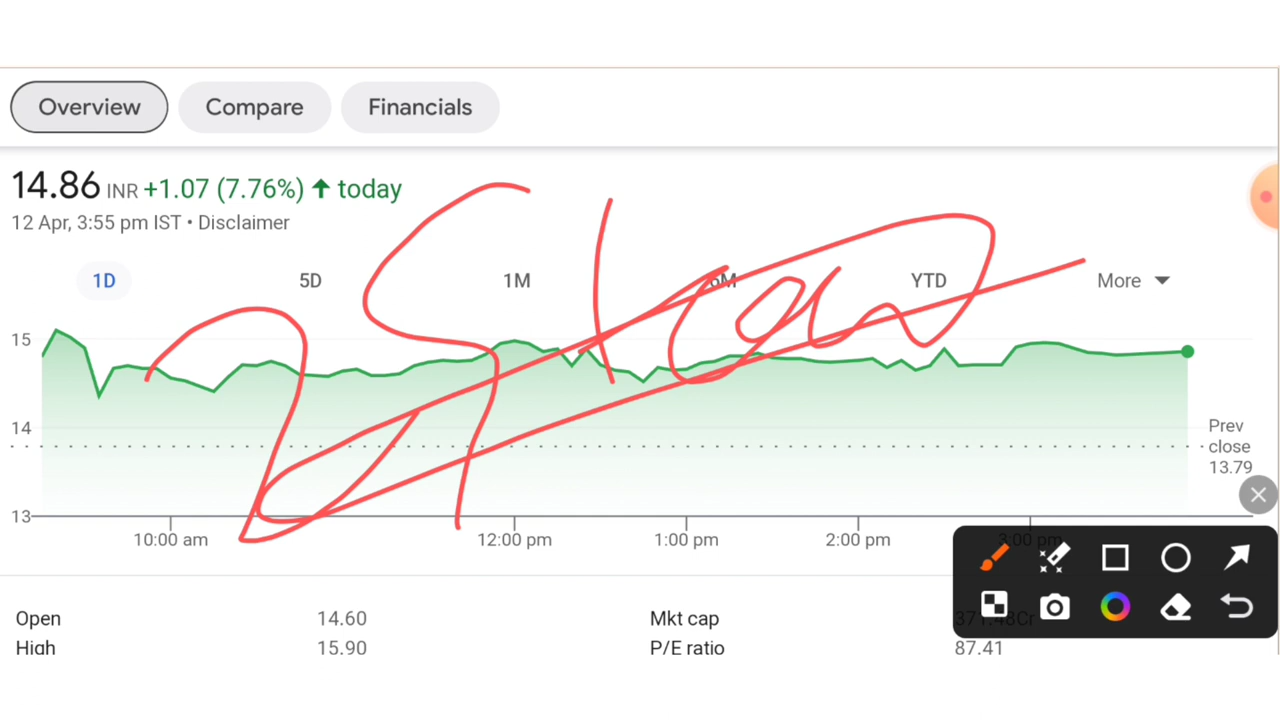 Overview Compare Financials
14.86 INR +1.07 (7.76%) ↑ today
12 Apr, 3:55 pm IST • Disclaimer
1D 5D 1M 6M YTD More
15
14
13
Prev
close
13.79
10:00 am 12:00 pm 1:00 pm 2:00 pm 3:00 pm
Open 14.60 Mkt cap 371.48Cr
High 15.90 P/E ratio 87.41